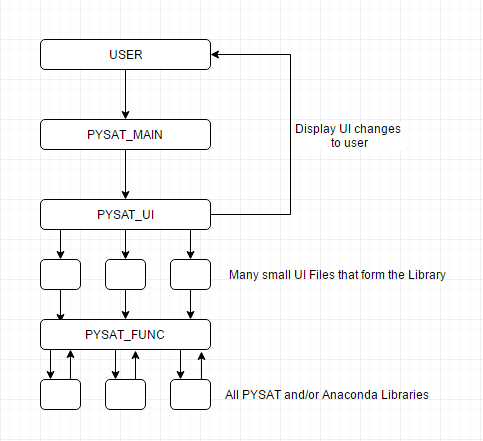 USER
PYSAT_MAIN
Display UI changes
to user
PYSAT_UI
Many small UI Files that form the Library
PYSAT_FUNC
All PYSAT and/or Anaconda Libraries